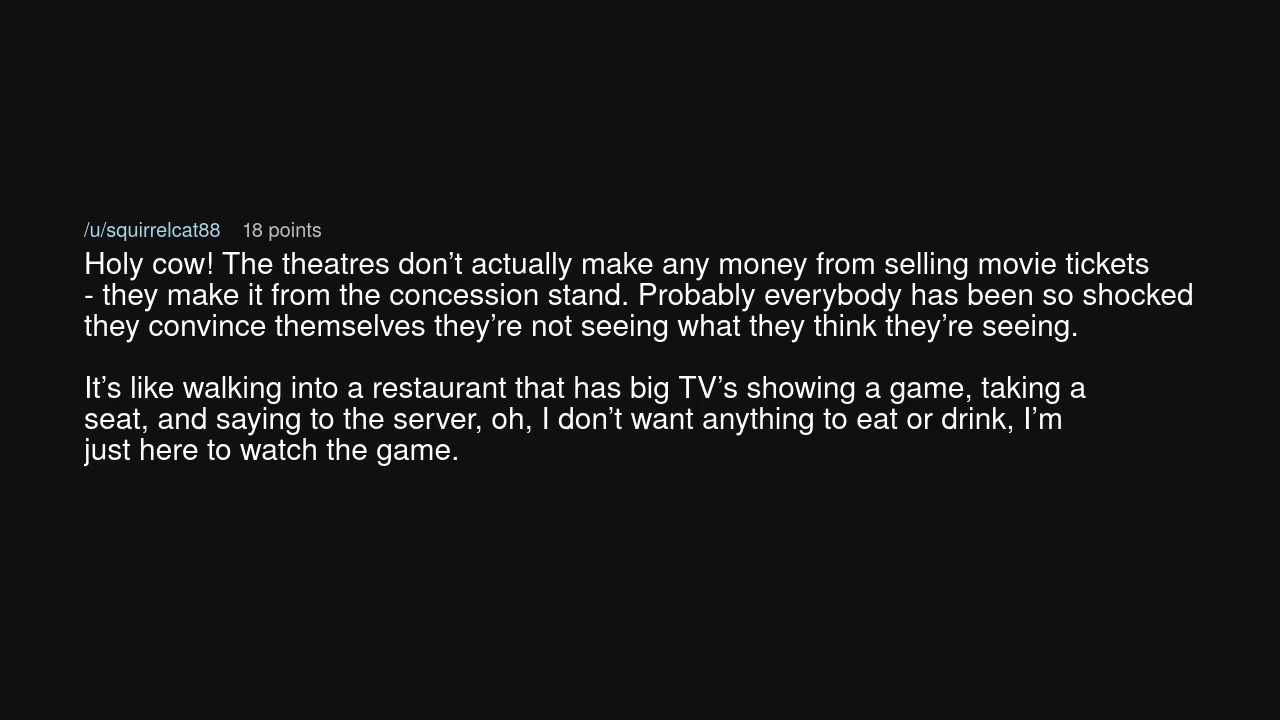 /u/squirrelcat88 18 points
Holy cow! The theatres don’t actually make any money from selling movie tickets
- they make it from the concession stand. Probably everybody has been so shocked
they convince themselves they’re not seeing what they think they’re seeing.
It’s like walking into a restaurant that has big TV’s showing a game, taking a
seat, and saying to the server, oh, I don’t want anything to eat or drink, I’m
just here to watch the game.